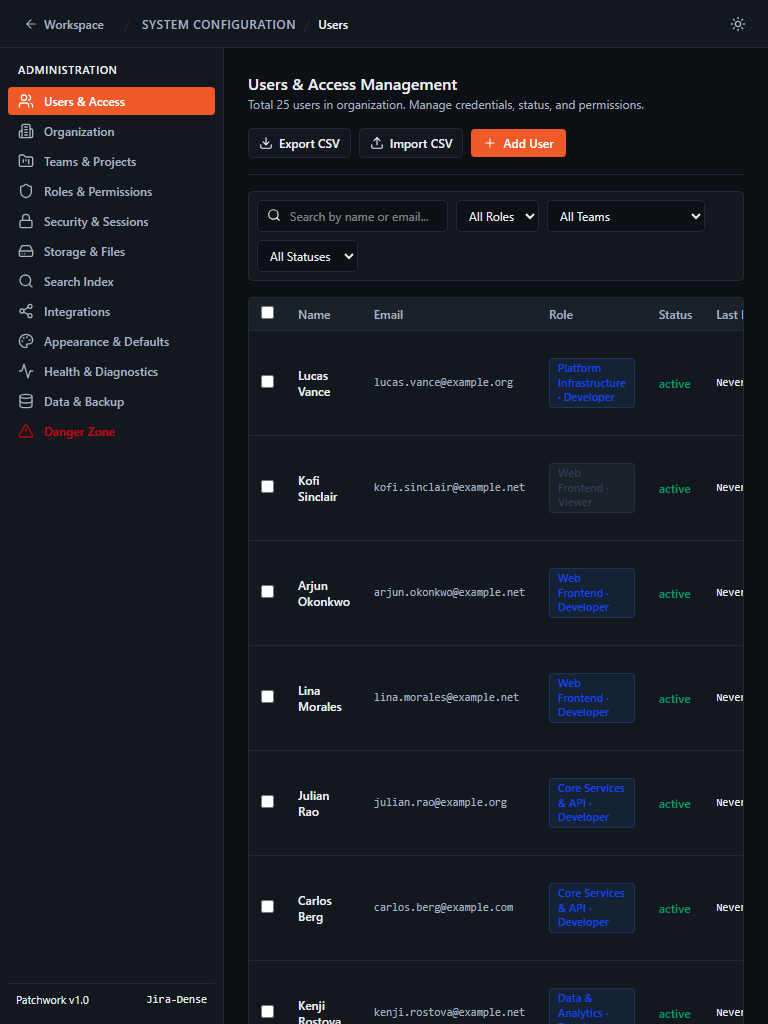 Workspace / SYSTEM CONFIGURATION / Users
ADMINISTRATION
Users & Access
Organization
Teams & Projects
Roles & Permissions
Security & Sessions
Storage & Files
Search Index
Integrations
Appearance & Defaults
Health & Diagnostics
Data & Backup
Danger Zone
Patchwork v1.0 Jira-Dense
Users & Access Management
Total 25 users in organization. Manage credentials, status, and permissions.
Export CSV Import CSV Add User
Search by name or email... All Roles All Teams
All Statuses
Name Email Role Status Last
Lucas
Vance
lucas.vance@example.org
Platform
Infrastructure
· Developer
active
Never
Kofi
Sinclair
kofi.sinclair@example.net
Web
Frontend ·
Viewer
active
Never
Arjun
Okonkwo
arjun.okonkwo@example.net
Web
Frontend ·
Developer
active
Never
Lina
Morales
lina.morales@example.net
Web
Frontend ·
Developer
active
Never
Julian
Rao
julian.rao@example.org
Core Services
& API ·
Developer
active
Never
Carlos
Berg
carlos.berg@example.com
Core Services
& API ·
Developer
active
Never
Kenji
Rostova
kenji.rostova@example.net
Data &
Analytics ·
active
Never